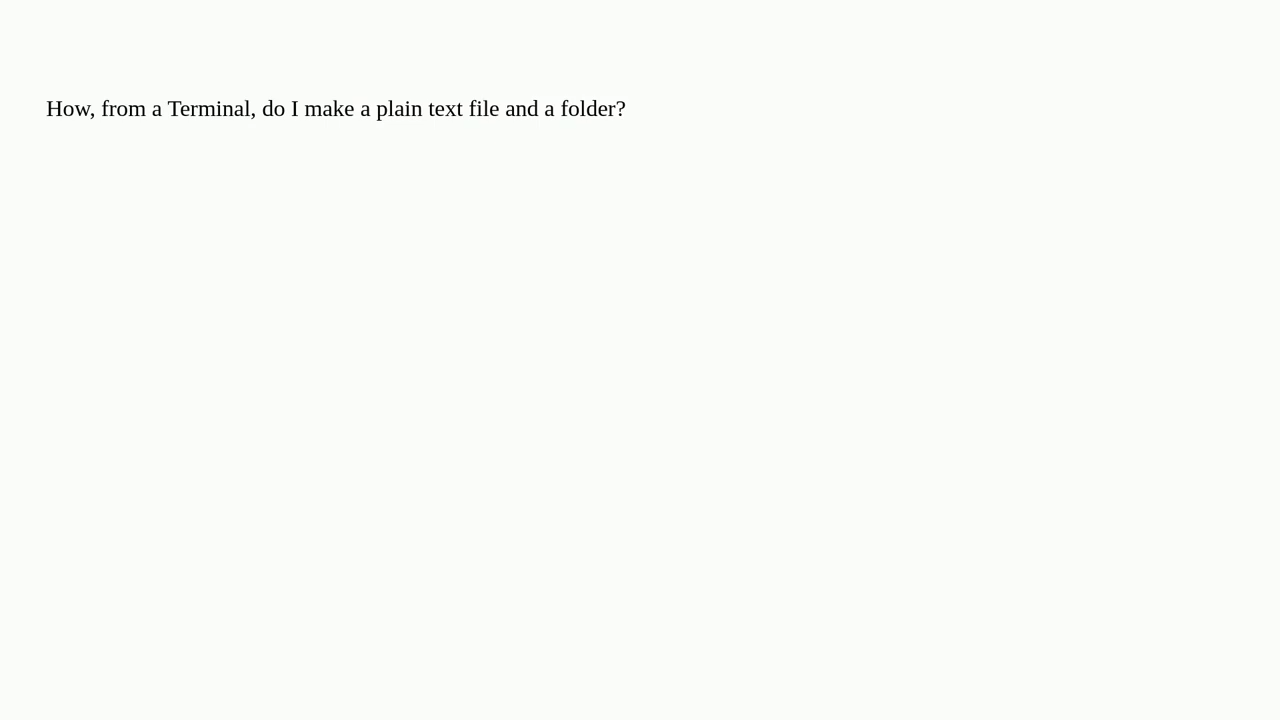 How, from a Terminal, do I make a plain text file and a folder?